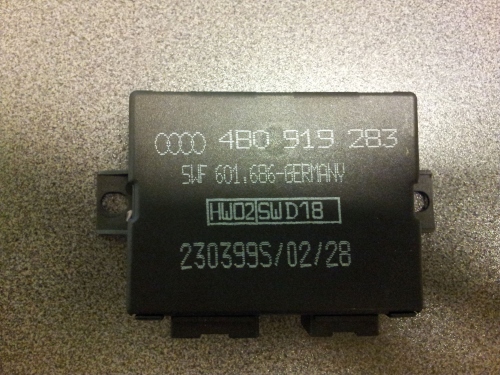 4B0 919 283
SWF 601.686-GERMANY
HW02 SW D18
230399S/02/28